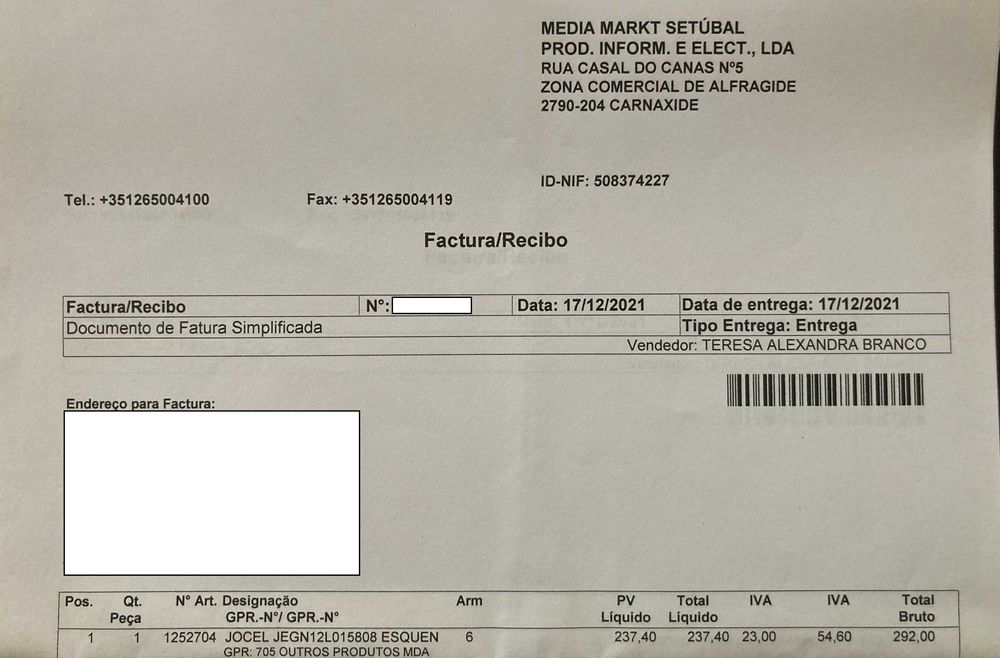 MEDIA MARKT SETÚBAL
PROD. INFORM. E ELECT., LDA
RUA CASAL DO CANAS Nº5
ZONA COMERCIAL DE ALFRAGIDE
2790-204 CARNAXIDE
ID-NIF: 508374227
Tel.: +351265004100 Fax: +351265004119
Factura/Recibo
Factura/Recibo Nº: Data: 17/12/2021 Data de entrega: 17/12/2021
Documento de Fatura Simplificada Tipo Entrega: Entrega
Vendedor: TERESA ALEXANDRA BRANCO
Endereço para Factura:
Pos. Qt. Nº Art. Designação Arm PV Total IVA IVA Total
Peça GPR.-Nº/ GPR.-Nº Líquido Líquido Bruto
1 1 1252704 JOCEL JEGN12L015808 ESQUEN 6 237,40 237,40 23,00 54,60 292,00
GPR: 705 OUTROS PRODUTOS MDA